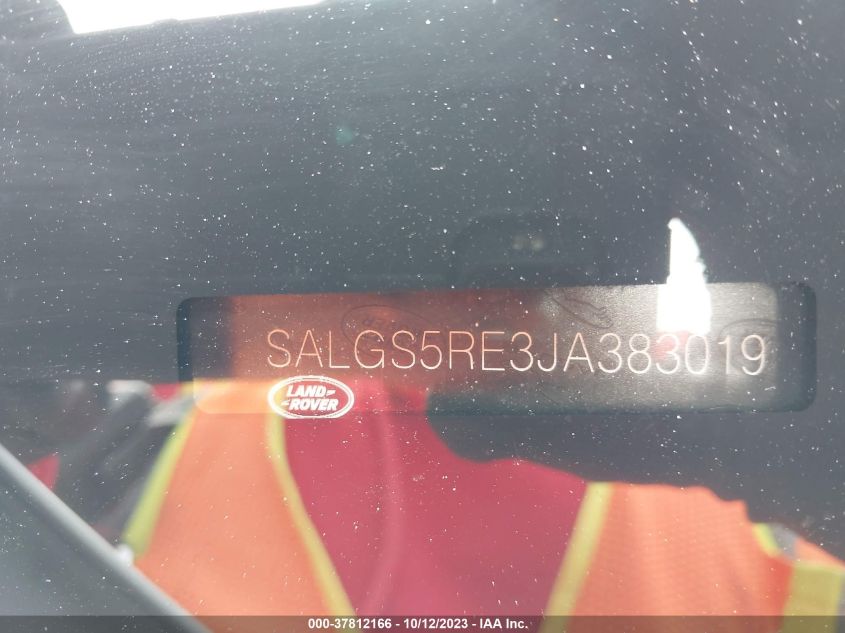 SALGS5RE3JA383019
LAND-
-ROVER
000-37812166 - 10/12/2023 - IAA Inc.